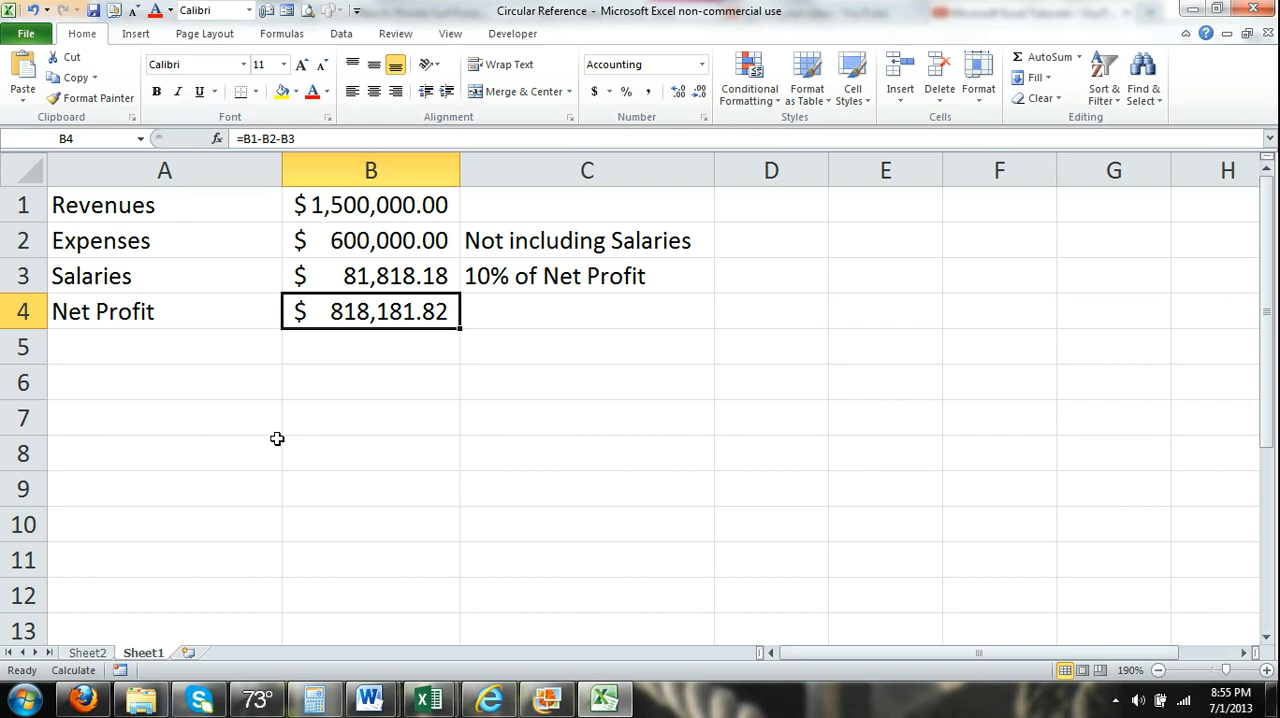 Calibri
Circular Reference - Microsoft Excel non-commercial use
File Home Insert Page Layout Formulas Data Review View Developer
Paste
Cut
Copy
Format Painter
Clipboard
Calibri 11
B I U A
Font
Wrap Text
Merge & Center
Alignment
Accounting
$ % ,
Number
Conditional Formatting
Format as Table
Cell Styles
Styles
Insert
Delete
Format
Cells
Σ AutoSum
Fill
Clear
Sort & Filter
Find & Select
Editing
B4 fx =B1-B2-B3
A B C D E F G H
1 Revenues $ 1,500,000.00
2 Expenses $ 600,000.00 Not including Salaries
3 Salaries $ 81,818.18 10% of Net Profit
4 Net Profit $ 818,181.82
5
6
7
8
9
10
11
12
13
Sheet2 Sheet1
Ready Calculate 190%
73°
8:55 PM
7/1/2013